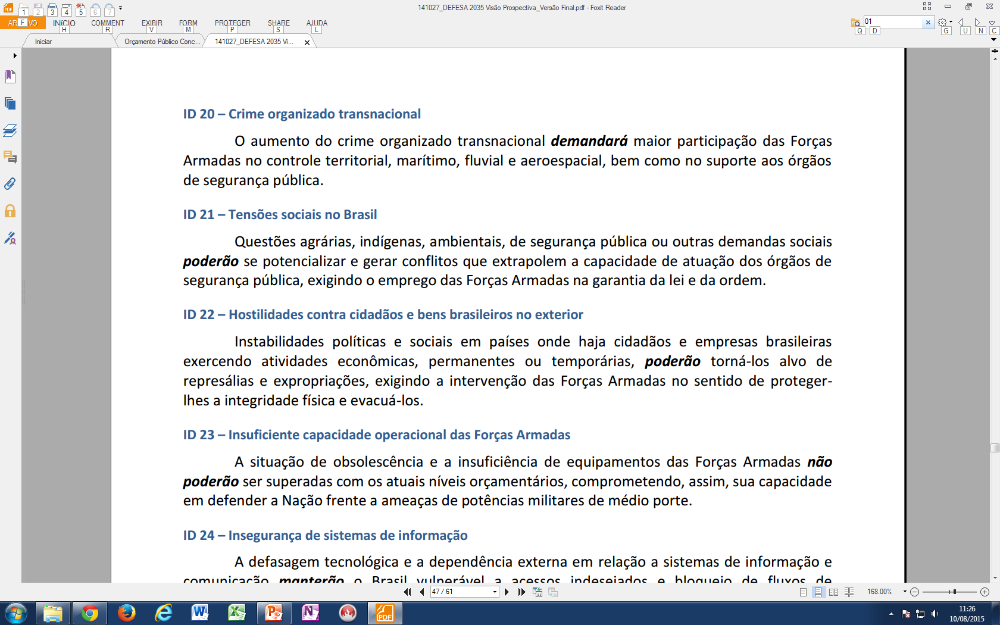 141027_DEFESA 2035 Visão Prospectiva_Versão Final.pdf - Foxit Reader
1 2 3 4 5 6 7
ARQUIVO INÍCIO COMMENT EXIBIR FORM PROTEGER SHARE AJUDA 01
F H R V M P S L Q D G U N C
Iniciar Orçamento Público Conc... 141027_DEFESA 2035 Vi...
ID 20 – Crime organizado transnacional
O aumento do crime organizado transnacional demandará maior participação das Forças
Armadas no controle territorial, marítimo, fluvial e aeroespacial, bem como no suporte aos órgãos
de segurança pública.
ID 21 – Tensões sociais no Brasil
Questões agrárias, indígenas, ambientais, de segurança pública ou outras demandas sociais
poderão se potencializar e gerar conflitos que extrapolem a capacidade de atuação dos órgãos de
segurança pública, exigindo o emprego das Forças Armadas na garantia da lei e da ordem.
ID 22 – Hostilidades contra cidadãos e bens brasileiros no exterior
Instabilidades políticas e sociais em países onde haja cidadãos e empresas brasileiras
exercendo atividades econômicas, permanentes ou temporárias, poderão torná-los alvo de
represálias e expropriações, exigindo a intervenção das Forças Armadas no sentido de proteger-
lhes a integridade física e evacuá-los.
ID 23 – Insuficiente capacidade operacional das Forças Armadas
A situação de obsolescência e a insuficiência de equipamentos das Forças Armadas não
poderão ser superadas com os atuais níveis orçamentários, comprometendo, assim, sua capacidade
em defender a Nação frente a ameaças de potências militares de médio porte.
ID 24 – Insegurança de sistemas de informação
A defasagem tecnológica e a dependência externa em relação a sistemas de informação e
comunicação manterão o Brasil vulnerável a acessos indesejados e bloqueio de fluxos de
47 / 61 168.00%
11:26
10/08/2015